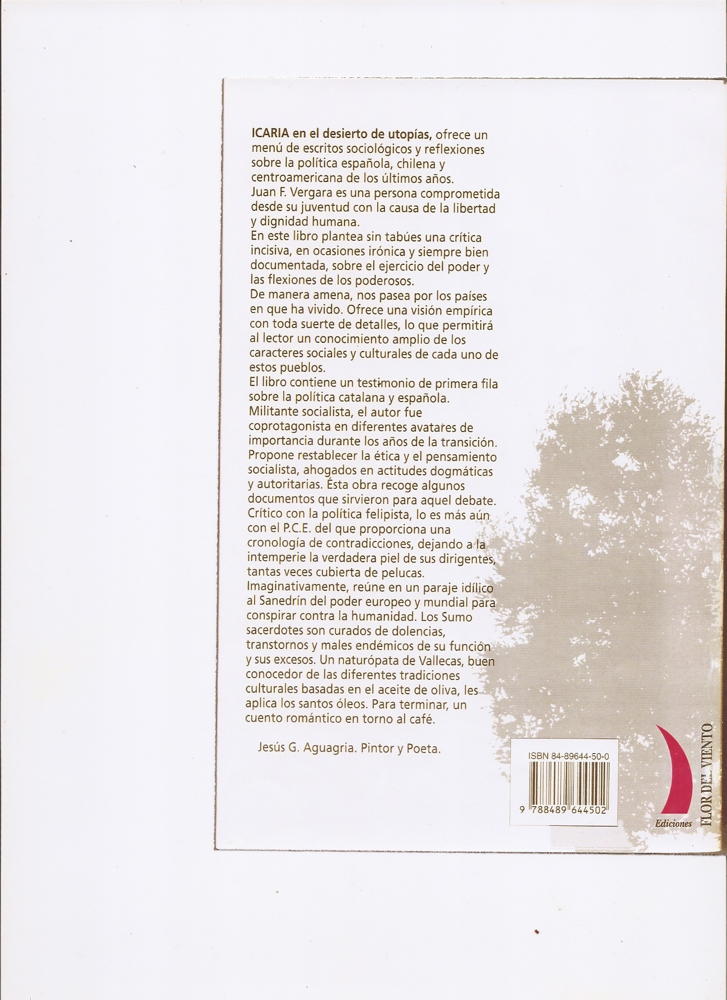 ICARIA en el desierto de utopías, ofrece un
menú de escritos sociológicos y reflexiones
sobre la política española, chilena y
centroamericana de los últimos años.
Juan F. Vergara es una persona comprometida
desde su juventud con la causa de la libertad
y dignidad humana.
En este libro plantea sin tabúes una crítica
incisiva, en ocasiones irónica y siempre bien
documentada, sobre el ejercicio del poder y
las flexiones de los poderosos.
De manera amena, nos pasea por los países
en que ha vivido. Ofrece una visión empírica
con toda suerte de detalles, lo que permitirá
al lector un conocimiento amplio de los
caracteres sociales y culturales de cada uno de
estos pueblos.
El libro contiene un testimonio de primera fila
sobre la política catalana y española.
Militante socialista, el autor fue
coprotagonista en diferentes avatares de
importancia durante los años de la transición.
Propone restablecer la ética y el pensamiento
socialista, ahogados en actitudes dogmáticas
y autoritarias. Ésta obra recoge algunos
documentos que sirvieron para aquel debate.
Crítico con la política felipista, lo es más aún
con el P.C.E. del que proporciona una
cronología de contradicciones, dejando a la
intemperie la verdadera piel de sus dirigentes,
tantas veces cubierta de pelucas.
Imaginativamente, reúne en un paraje idílico
al Sanedrín del poder europeo y mundial para
conspirar contra la humanidad. Los Sumo
sacerdotes son curados de dolencias,
transtornos y males endémicos de su función
y sus excesos. Un naturópata de Vallecas, buen
conocedor de las diferentes tradiciones
culturales basadas en el aceite de oliva, les
aplica los santos óleos. Para terminar, un
cuento romántico en torno al café.
Jesús G. Aguagria. Pintor y Poeta.
ISBN 84-89644-50-0
9 788489 644502
Ediciones
FLOR DEL VIENTO